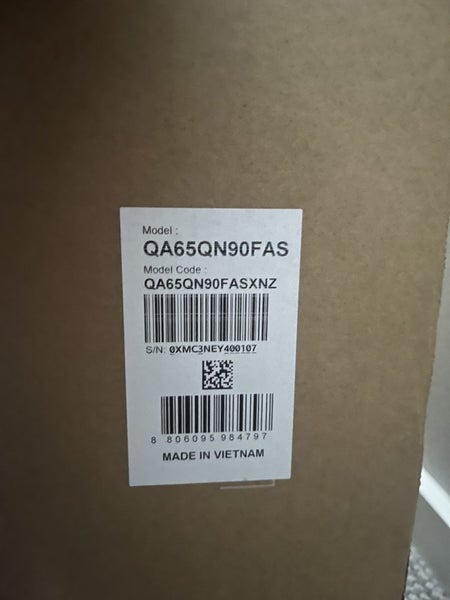 Model :
QA65QN90FAS
Model Code :
QA65QN90FASXNZ
S/N: 0XMC3NEY400107
8 806095 984797
MADE IN VIETNAM